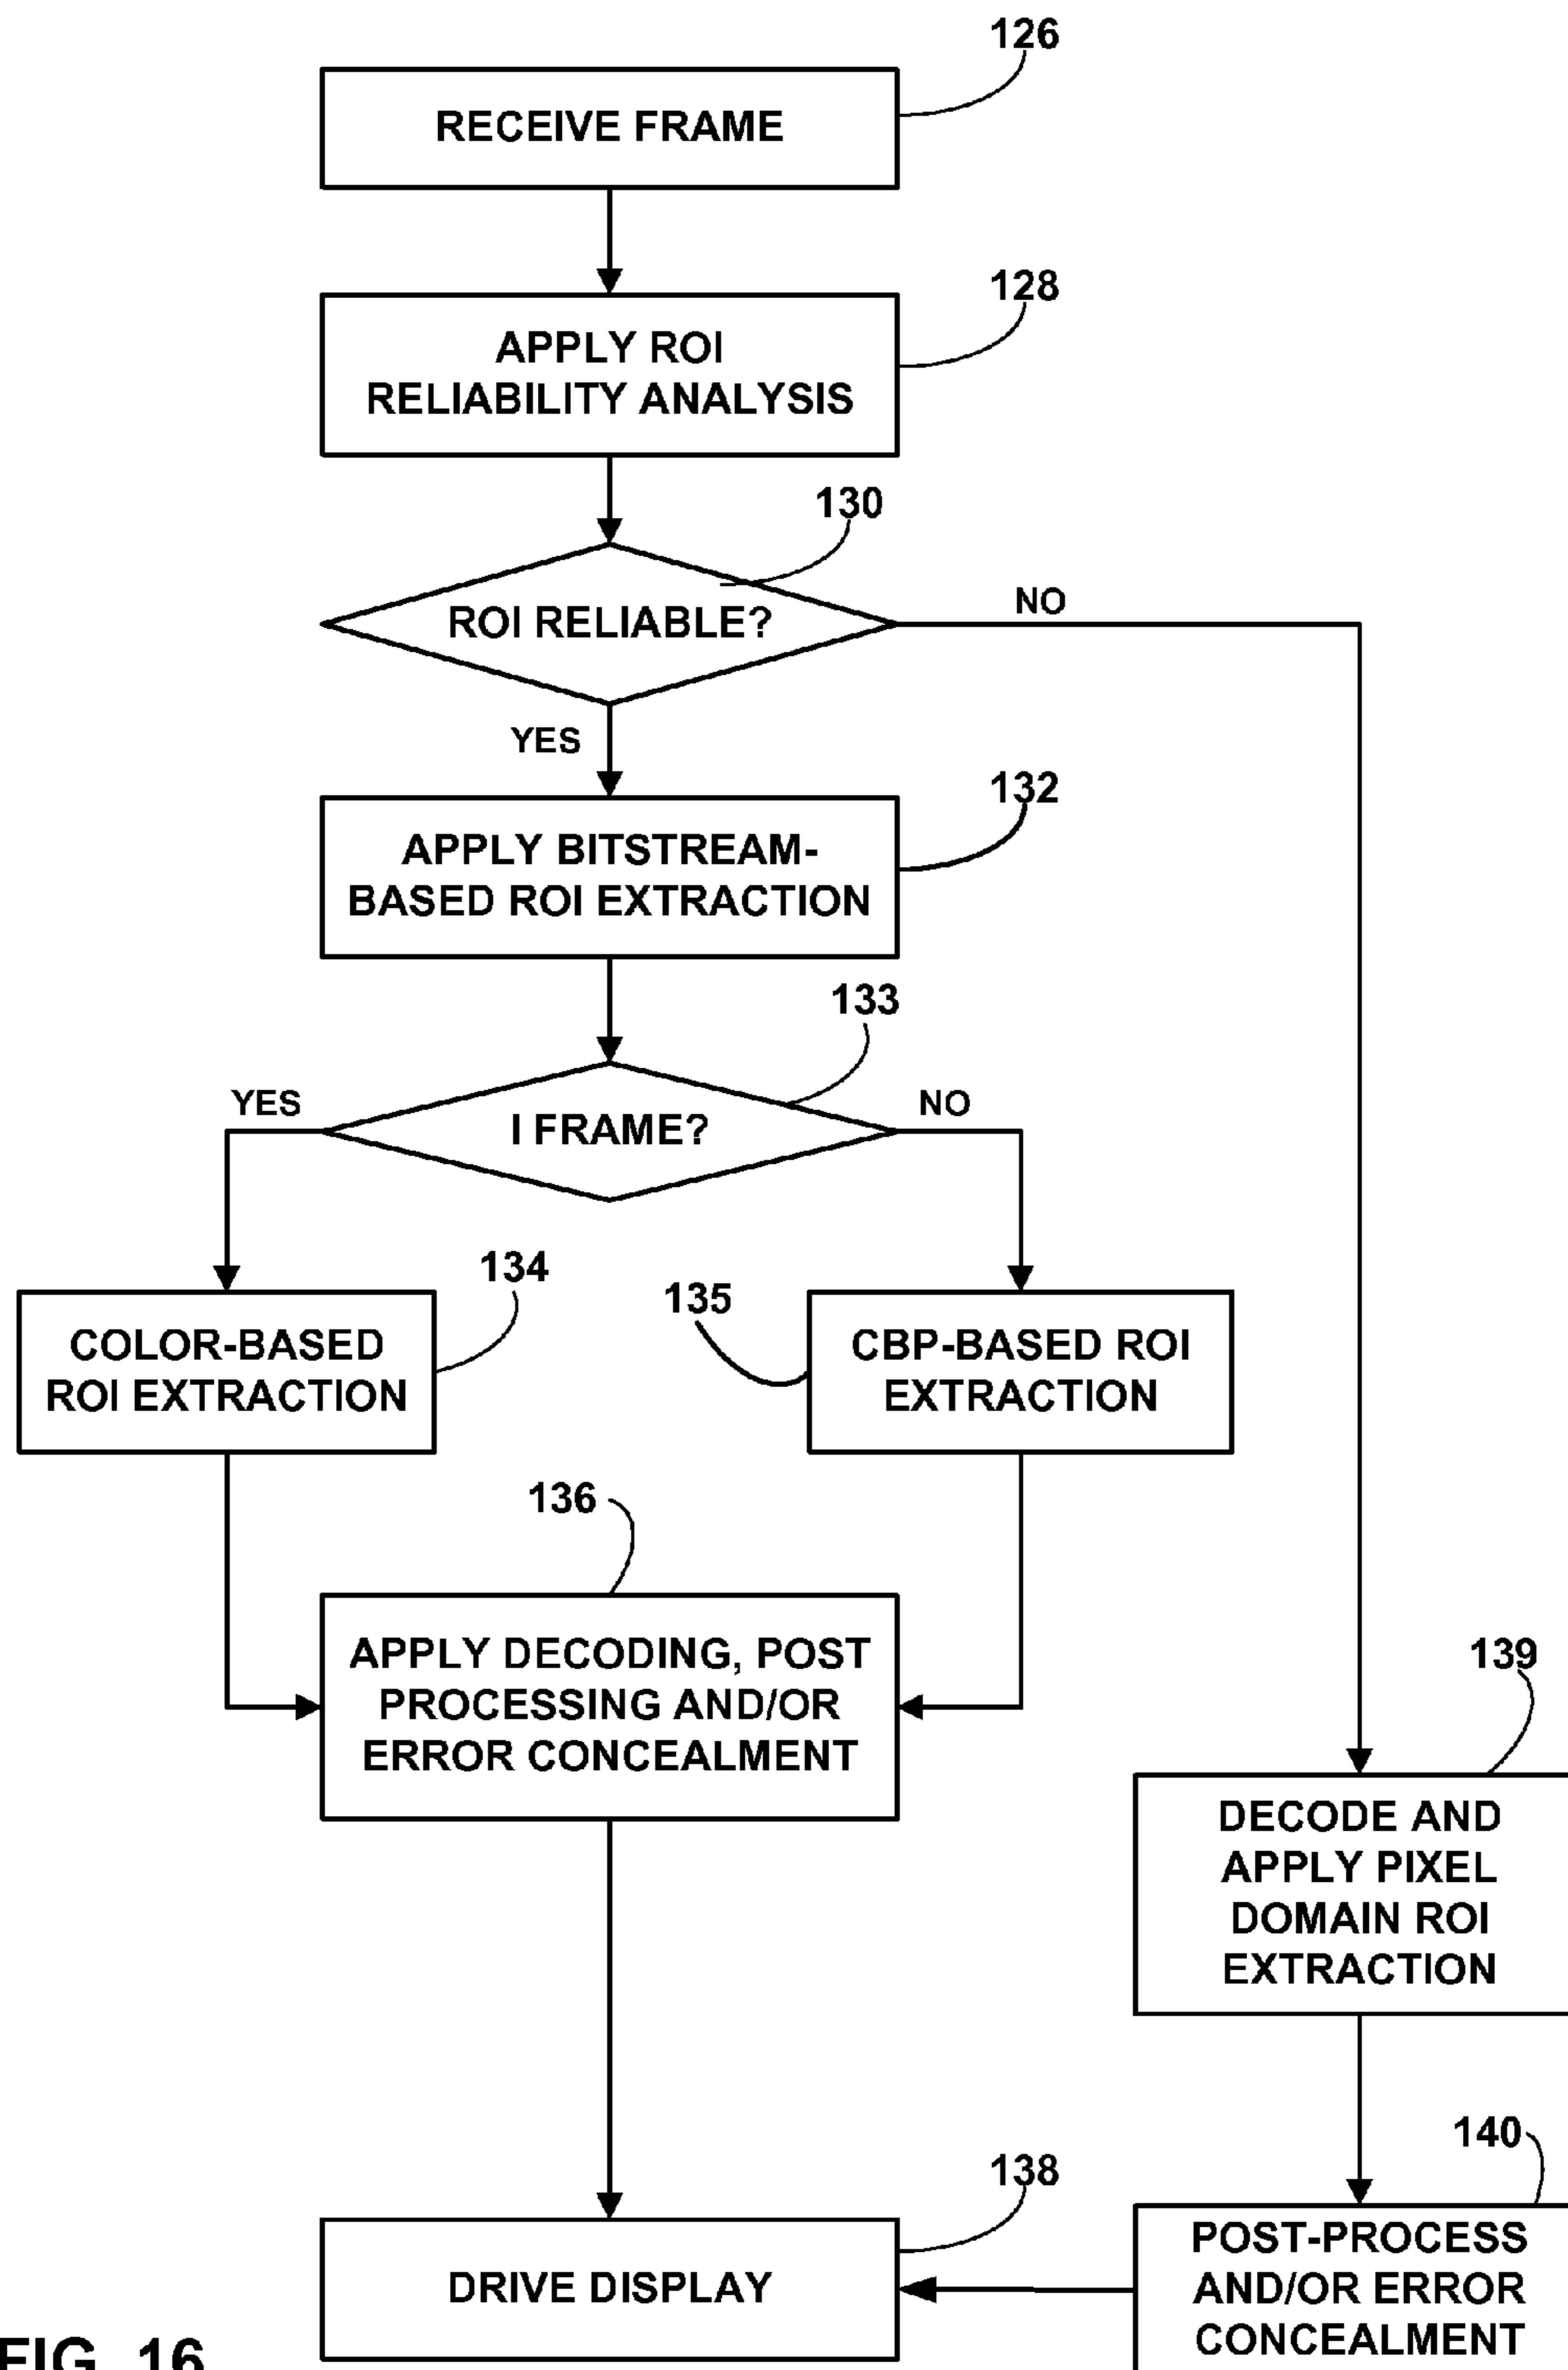 126
RECEIVE FRAME
128
APPLY ROI
RELIABILITY ANALYSIS
130
ROI RELIABLE?
NO
YES
132
APPLY BITSTREAM-
BASED ROI EXTRACTION
133
YES
I FRAME?
NO
134
COLOR-BASED
ROI EXTRACTION
135
CBP-BASED ROI
EXTRACTION
136
APPLY DECODING, POST
PROCESSING AND/OR
ERROR CONCEALMENT
139
DECODE AND
APPLY PIXEL
DOMAIN ROI
EXTRACTION
138
DRIVE DISPLAY
140
POST-PROCESS
AND/OR ERROR
CONCEALMENT
FIG. 16